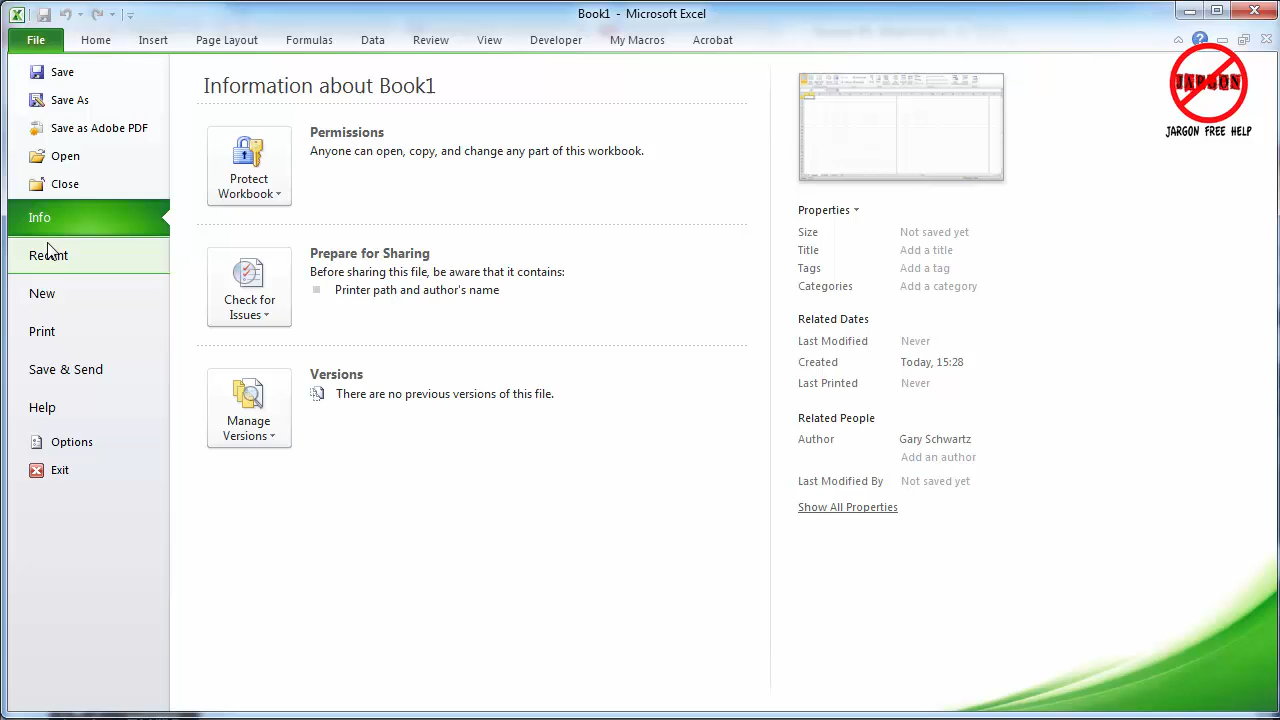 Book1 - Microsoft Excel
File Home Insert Page Layout Formulas Data Review View Developer My Macros Acrobat
Save
Save As
Save as Adobe PDF
Open
Close
Info
Recent
New
Print
Save & Send
Help
Options
Exit
Information about Book1
Protect
Workbook
Permissions
Anyone can open, copy, and change any part of this workbook.
Check for
Issues
Prepare for Sharing
Before sharing this file, be aware that it contains:
Printer path and author's name
Manage
Versions
Versions
There are no previous versions of this file.
Properties
Size Not saved yet
Title Add a title
Tags Add a tag
Categories Add a category
Related Dates
Last Modified Never
Created Today, 15:28
Last Printed Never
Related People
Author Gary Schwartz
Add an author
Last Modified By Not saved yet
Show All Properties
JARGON
JARGON FREE HELP